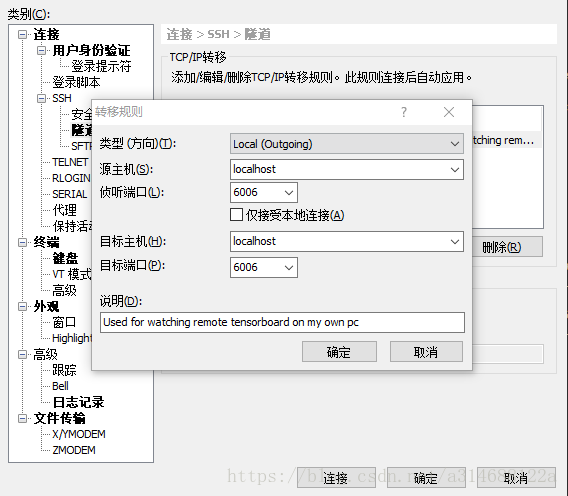 类别(C):
连接
用户身份验证
登录提示符
登录脚本
SSH
安全
隧道
SFTP
TELNET
RLOGIN
SERIAL
代理
保持活动
终端
键盘
VT 模式
高级
外观
窗口
Highlight
高级
跟踪
Bell
日志记录
文件传输
X/YMODEM
ZMODEM
连接 > SSH > 隧道
TCP/IP转移
添加/编辑/删除TCP/IP转移规则。此规则连接后自动应用。
tching rem...
删除(R)
转移规则
类型 (方向)(T): Local (Outgoing)
源主机(S): localhost
侦听端口(L): 6006
仅接受本地连接(A)
目标主机(H): localhost
目标端口(P): 6006
说明(D):
Used for watching remote tensorboard on my own pc
确定 取消
连接 确定 取消